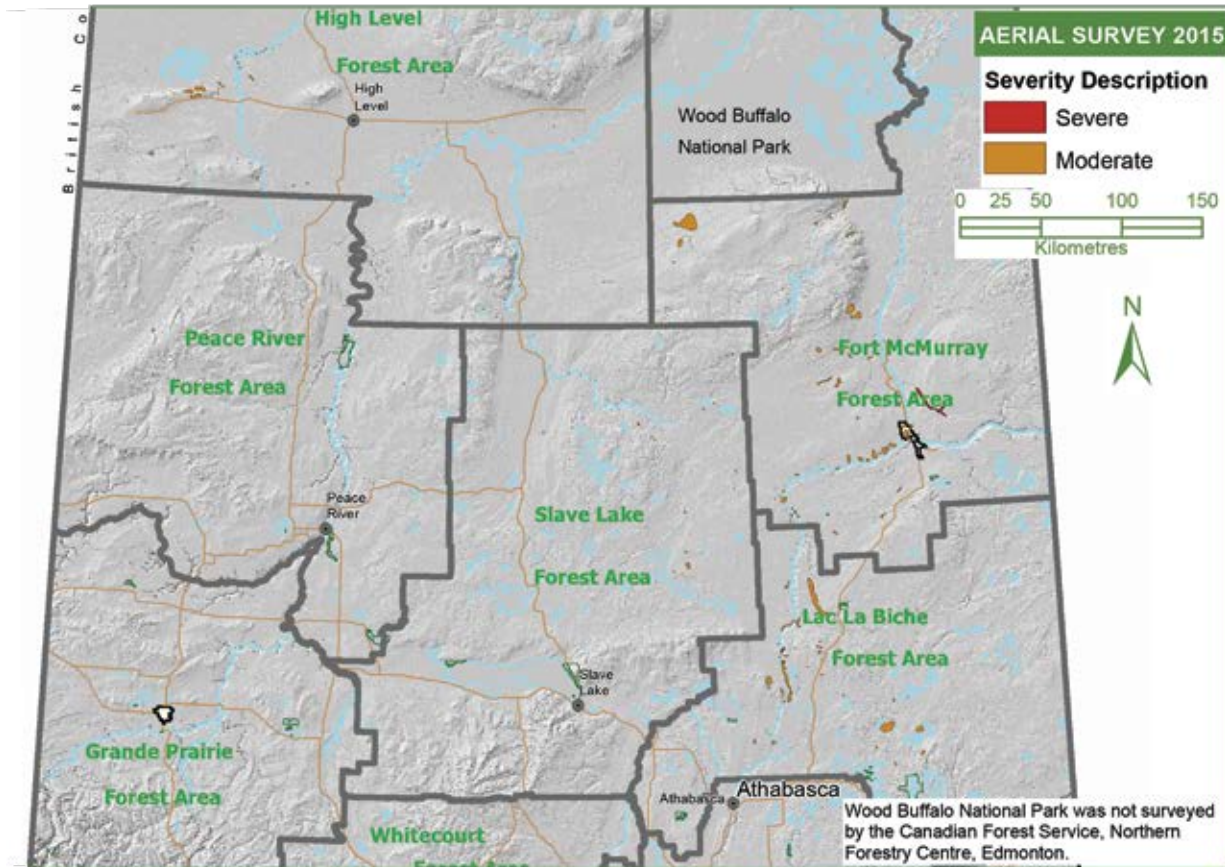 High Level
Forest Area
High
Level
British Co
Wood Buffalo
National Park
AERIAL SURVEY 2015
Severity Description
Severe
Moderate
0 25 50 100 150
Kilometres
N
Peace River
Forest Area
Fort McMurray
Forest Area
Peace
River
Slave Lake
Forest Area
Lac La Biche
Forest Area
Slave
Lake
Grande Prairie
Forest Area
Athabasca
Athabasca
Whitecourt
Forest Area
Wood Buffalo National Park was not surveyed
by the Canadian Forest Service, Northern
Forestry Centre, Edmonton.